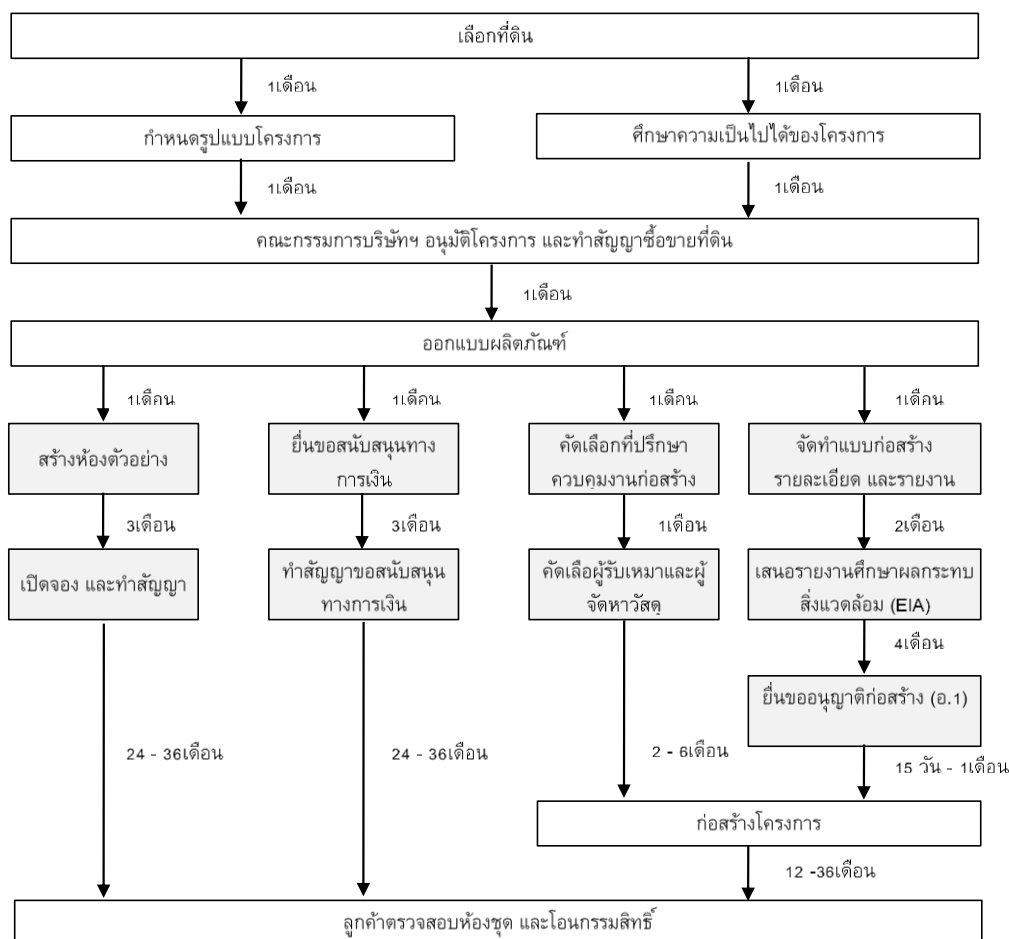 เลือกที่ดิน
1เดือน
1เดือน
กำหนดรูปแบบโครงการ
ศึกษาความเป็นไปได้ของโครงการ
1เดือน
1เดือน
คณะกรรมการบริษัทฯ อนุมัติโครงการ และทำสัญญาซื้อขายที่ดิน
1เดือน
ออกแบบผลิตภัณฑ์
1เดือน
1เดือน
1เดือน
1เดือน
สร้างห้องตัวอย่าง
ยื่นขอสนับสนุนทาง
การเงิน
คัดเลือกที่ปรึกษา
ควบคุมงานก่อสร้าง
จัดทำแบบก่อสร้าง
รายละเอียด และรายงาน
3เดือน
3เดือน
1เดือน
2เดือน
เปิดจอง และทำสัญญา
ทำสัญญาขอสนับสนุน
ทางการเงิน
คัดเลือผู้รับเหมาและผู้
จัดหาวัสดุ
เสนอรายงานศึกษาผลกระทบ
สิ่งแวดล้อม (EIA)
4เดือน
ยื่นขออนุญาติก่อสร้าง (อ.1)
24 - 36เดือน
24 - 36เดือน
2 - 6เดือน
15 วัน - 1เดือน
ก่อสร้างโครงการ
12 -36เดือน
ลูกค้าตรวจสอบห้องชุด และโอนกรรมสิทธิ์